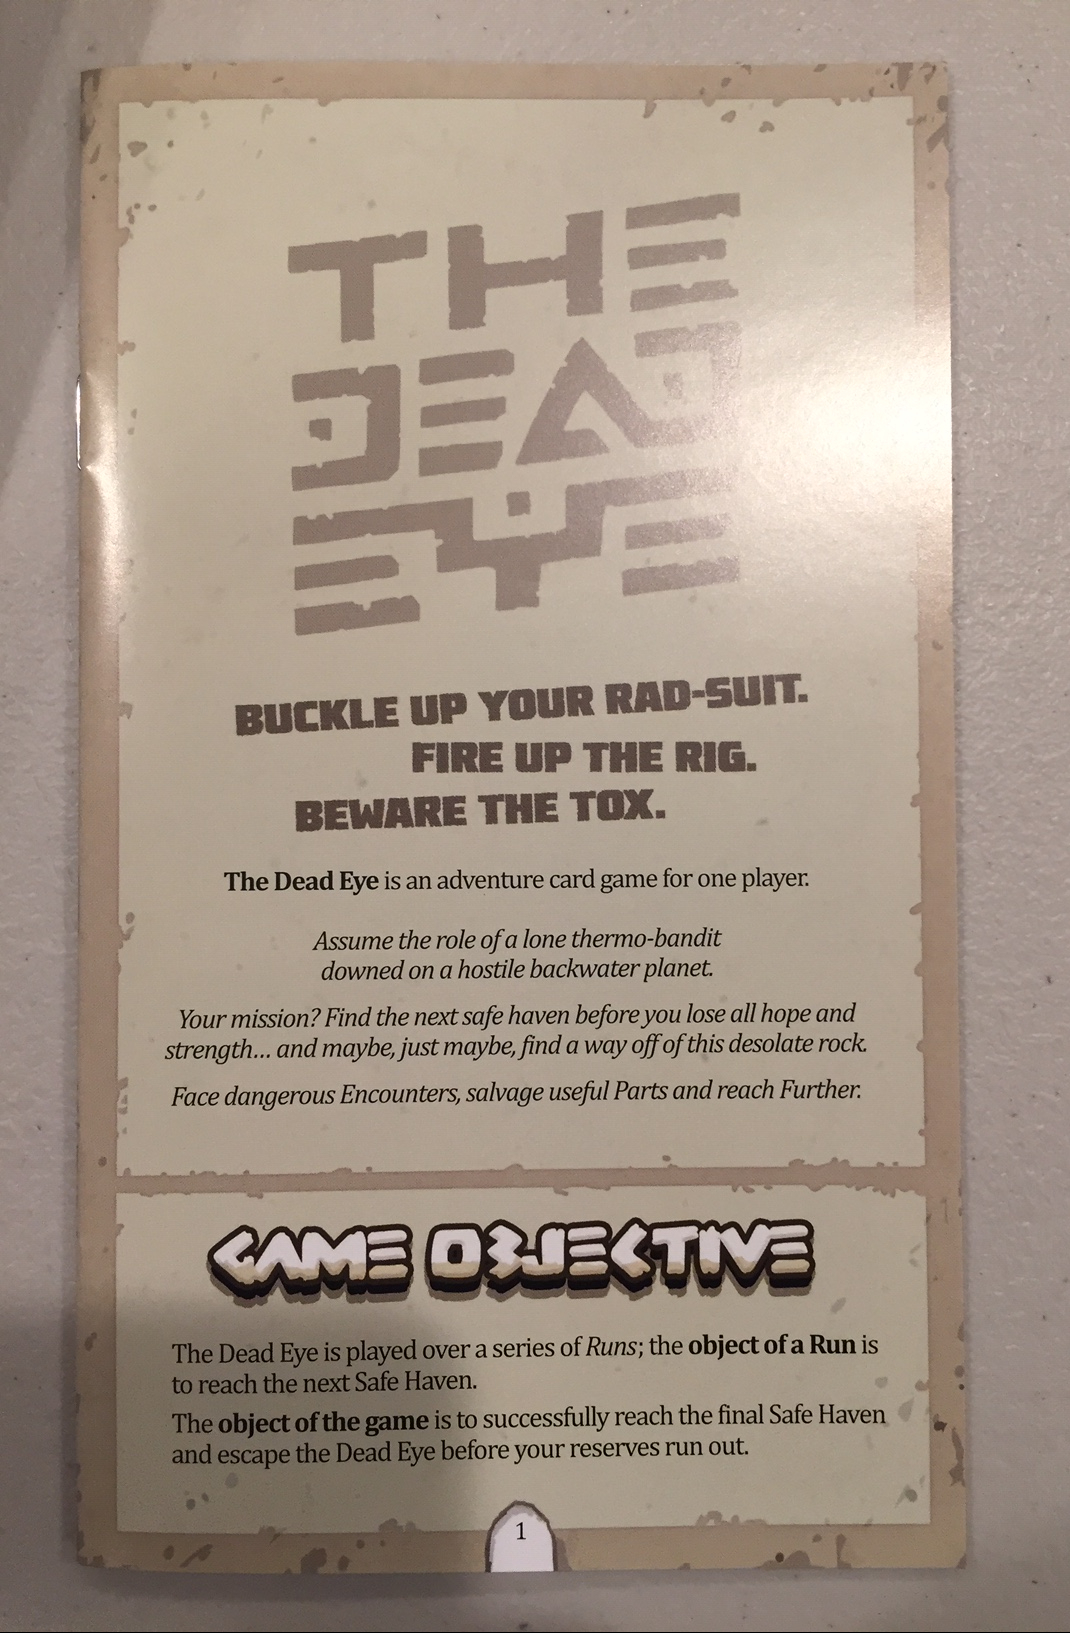 THE
DEAD
EYE
BUCKLE UP YOUR RAD-SUIT.
FIRE UP THE RIG.
BEWARE THE TOX.
The Dead Eye is an adventure card game for one player.
Assume the role of a lone thermo-bandit
downed on a hostile backwater planet.
Your mission? Find the next safe haven before you lose all hope and
strength... and maybe, just maybe, find a way off of this desolate rock.
Face dangerous Encounters, salvage useful Parts and reach Further.
GAME OBJECTIVE
The Dead Eye is played over a series of Runs; the object of a Run is
to reach the next Safe Haven.
The object of the game is to successfully reach the final Safe Haven
and escape the Dead Eye before your reserves run out.
1